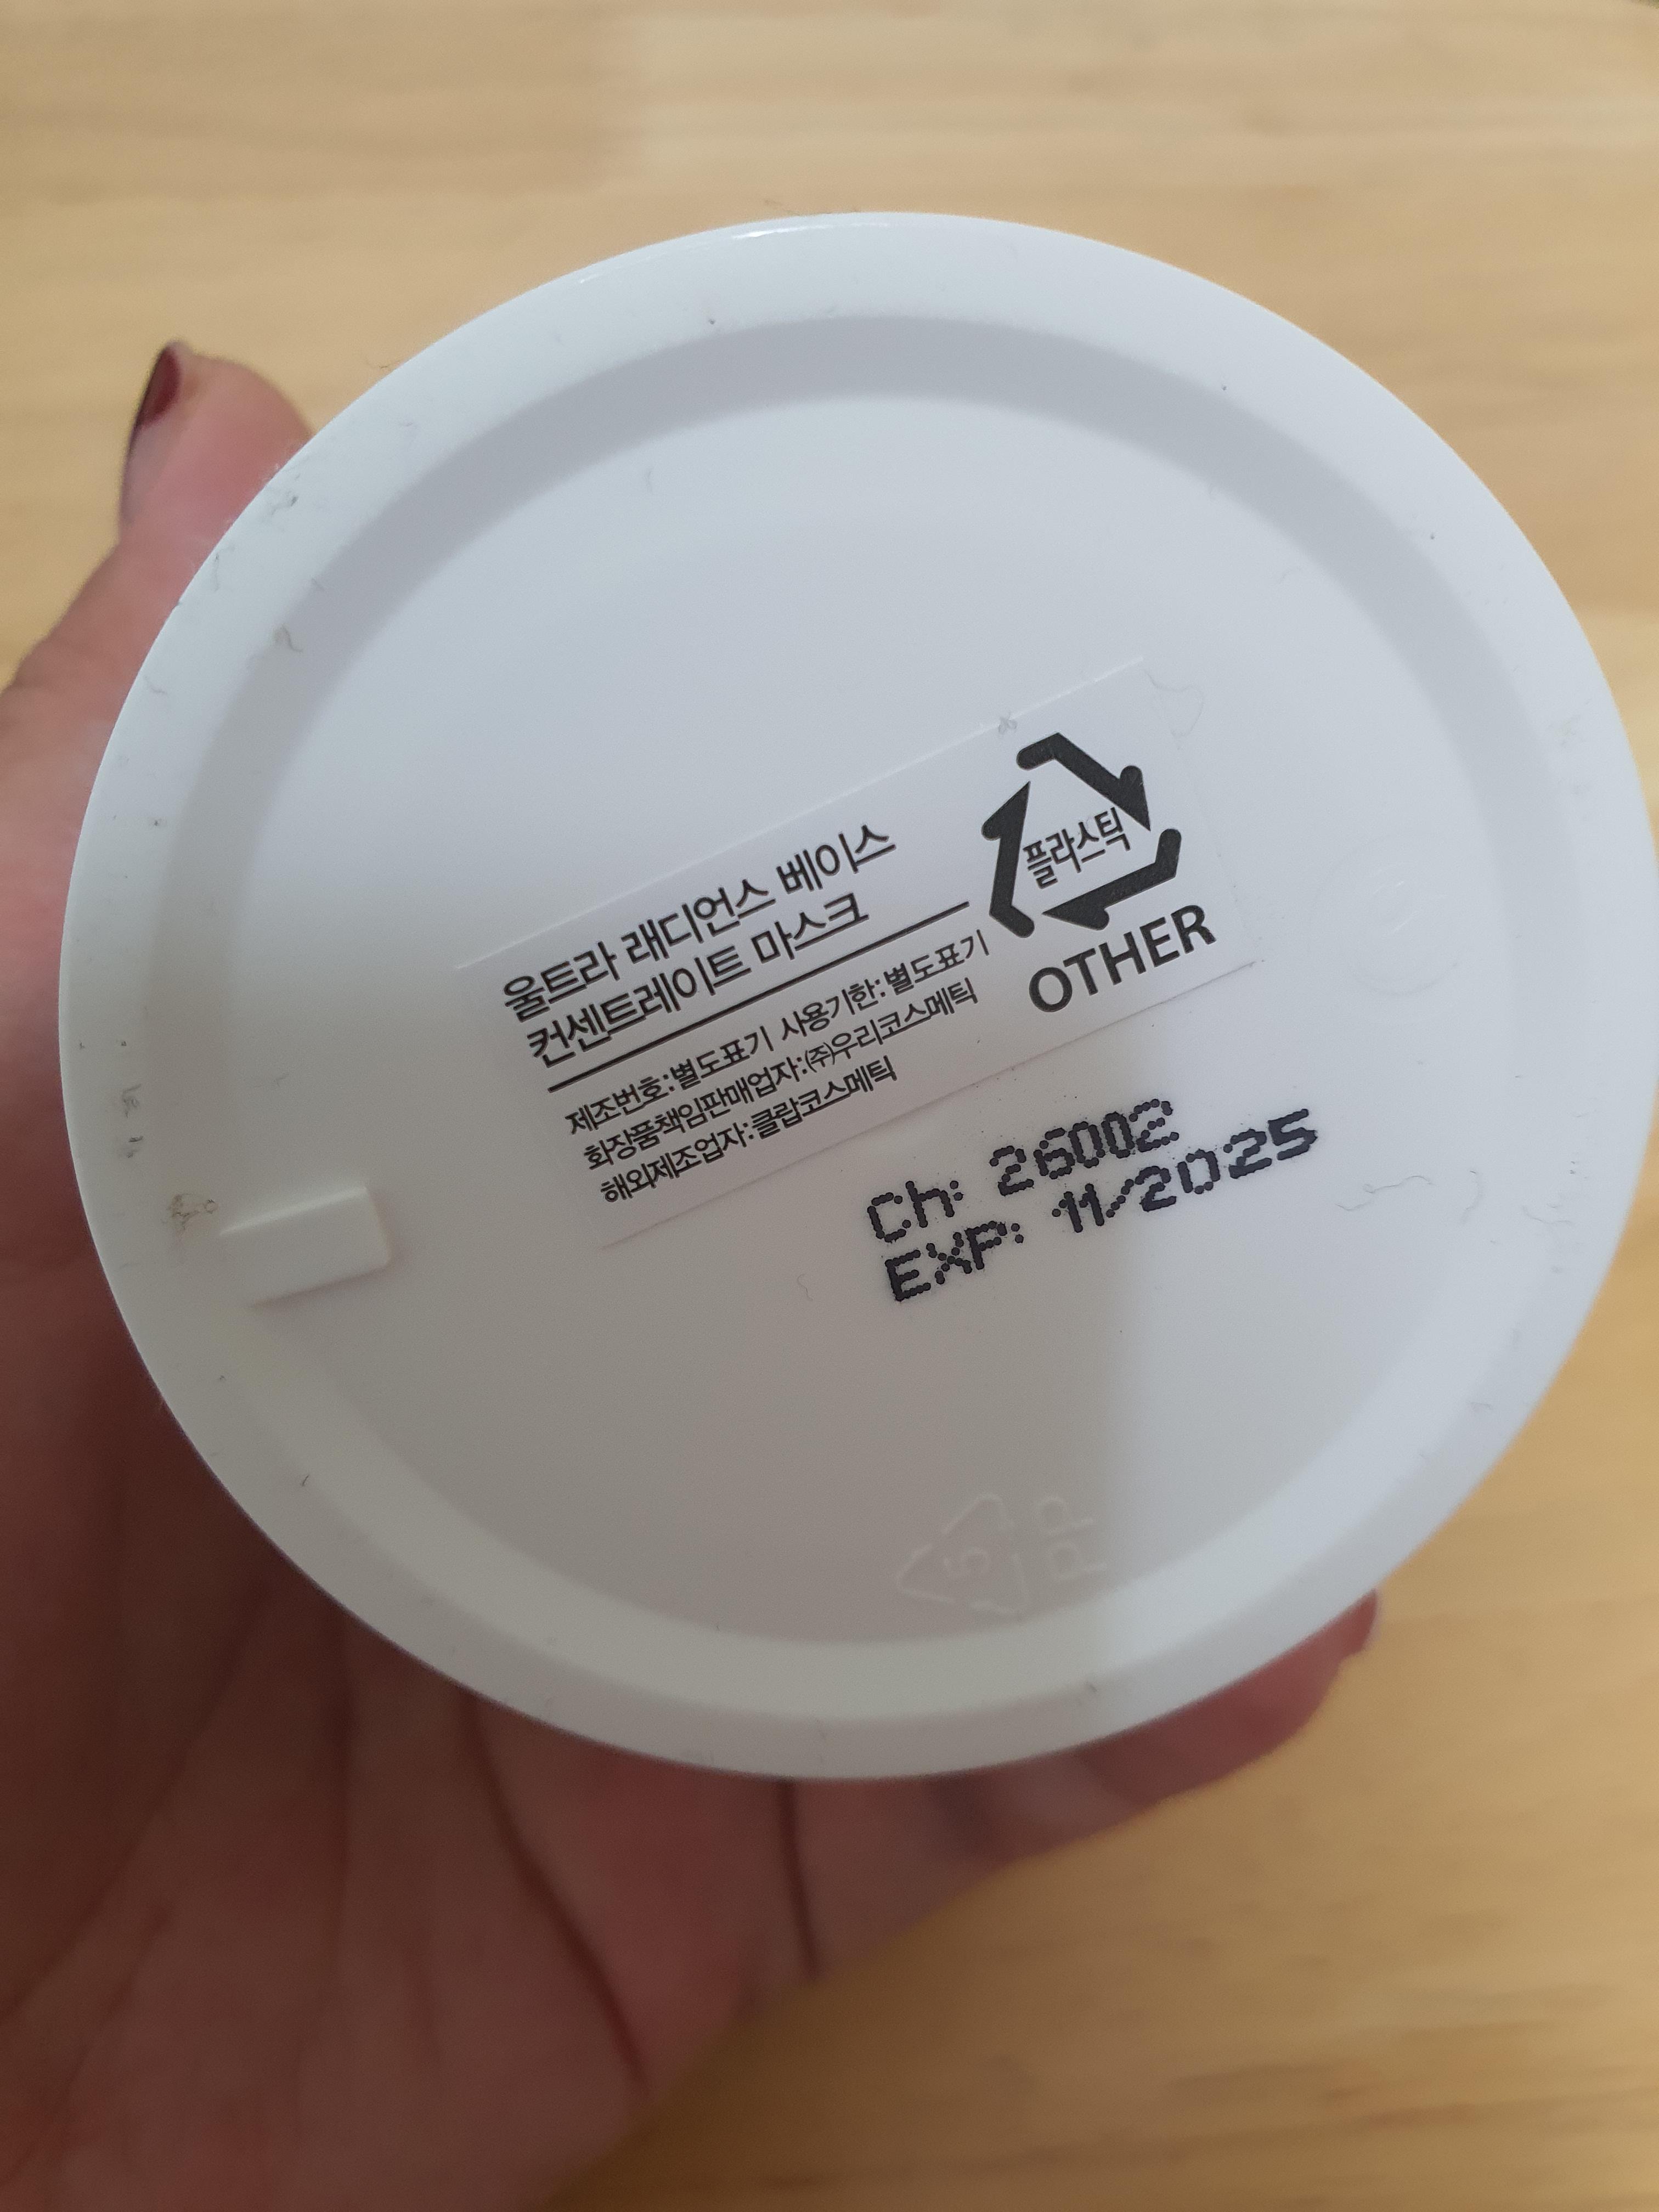 울트라 래디언스 베이스
컨센트레이트 마스크
제조번호:별도표기 사용기한:별도표기
화장품책임판매업자:㈜우리코스메틱
해외제조업자:클랍코스메틱
플라스틱
OTHER
Ch: 26002
EXP: 11/2025
5
PP